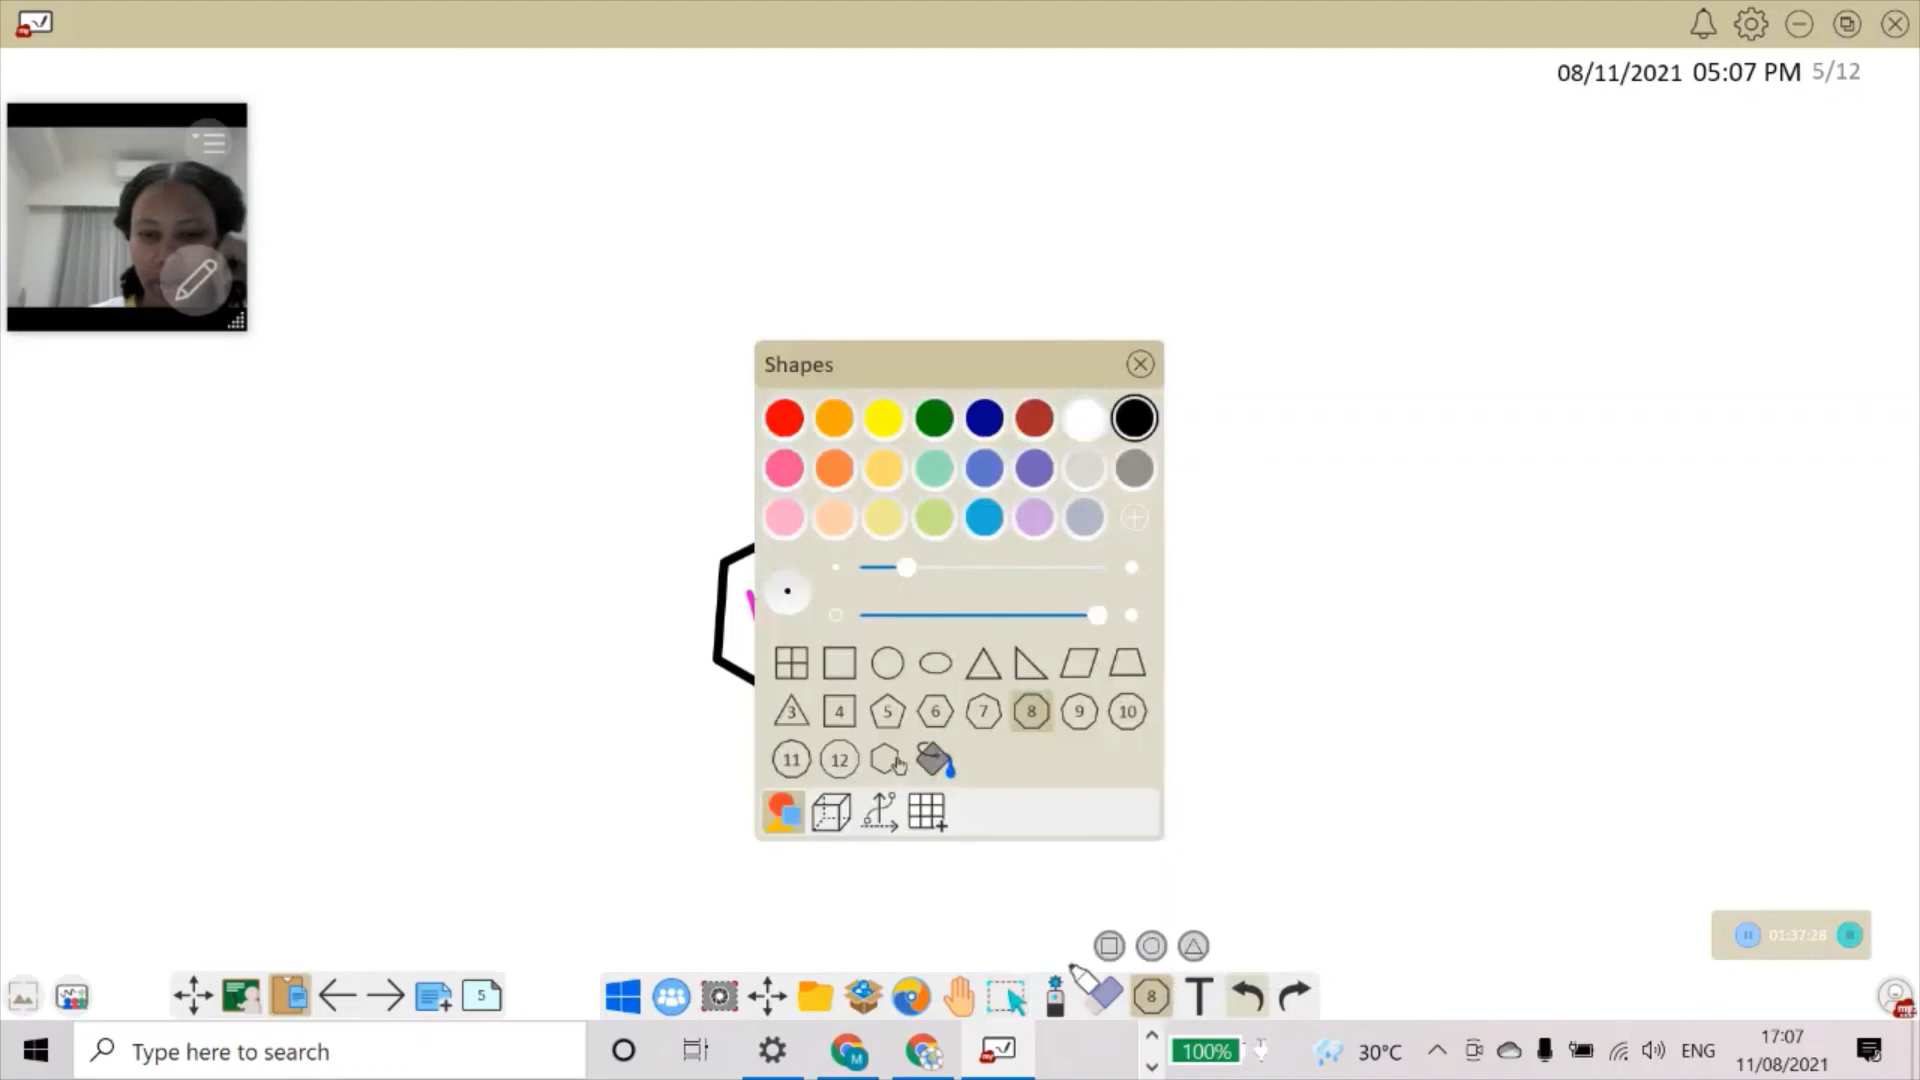 08/11/2021 05:07 PM 5/12
Shapes
3 4 5 6 7 8 9 10
11 12
01:37:28
5
8
Type here to search
100%
30°C
ENG
17:07
11/08/2021